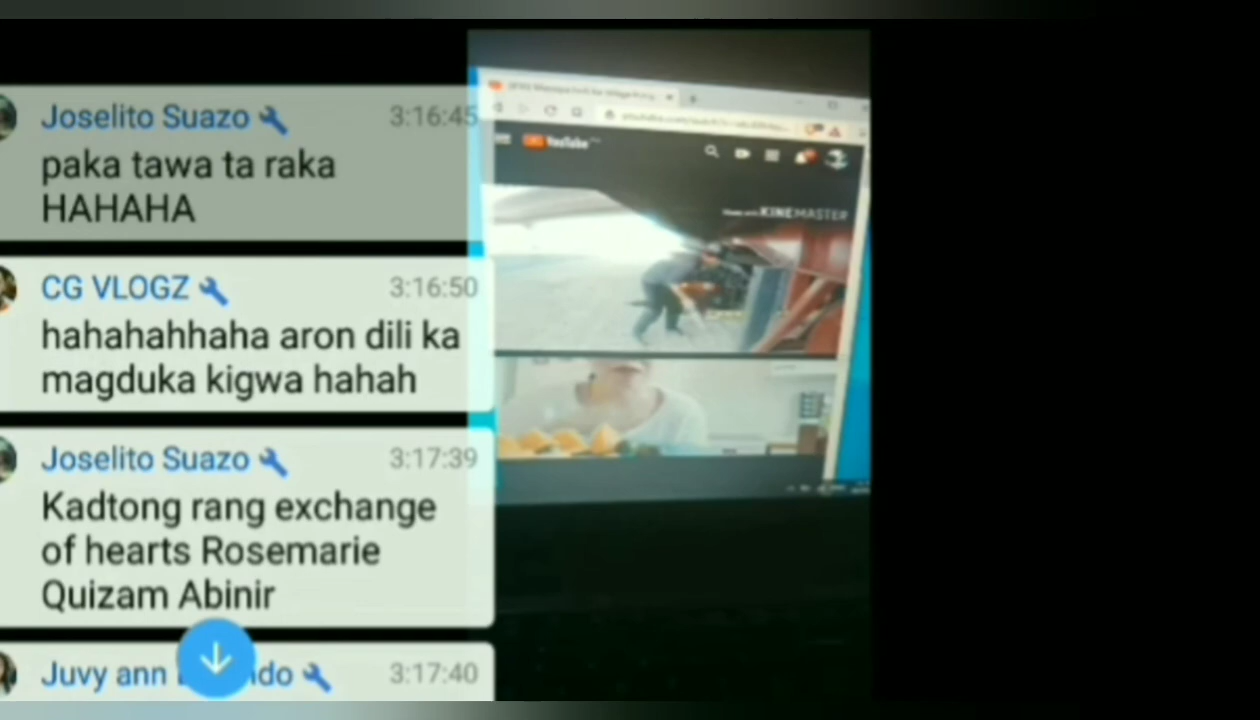 Joselito Suazo 3:16:45
paka tawa ta raka
HAHAHA
CG VLOGZ 3:16:50
hahahahhaha aron dili ka
magduka kigwa hahah
Joselito Suazo 3:17:39
Kadtong rang exchange
of hearts Rosemarie
Quizam Abinir
Juvy ann 3:17:40
YouTube
Made with KINEMASTER